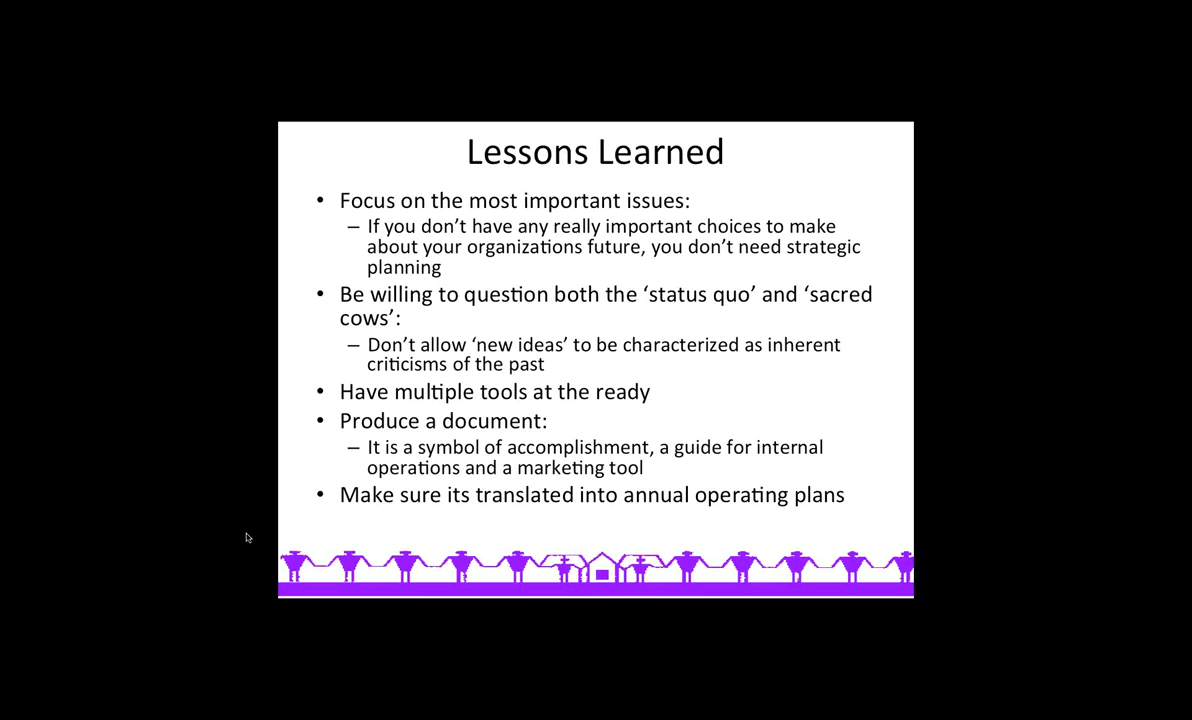 Lessons Learned
• Focus on the most important issues:
– If you don’t have any really important choices to make
about your organizations future, you don’t need strategic
planning
• Be willing to question both the ‘status quo’ and ‘sacred
cows’:
– Don’t allow ‘new ideas’ to be characterized as inherent
criticisms of the past
• Have multiple tools at the ready
• Produce a document:
– It is a symbol of accomplishment, a guide for internal
operations and a marketing tool
• Make sure its translated into annual operating plans